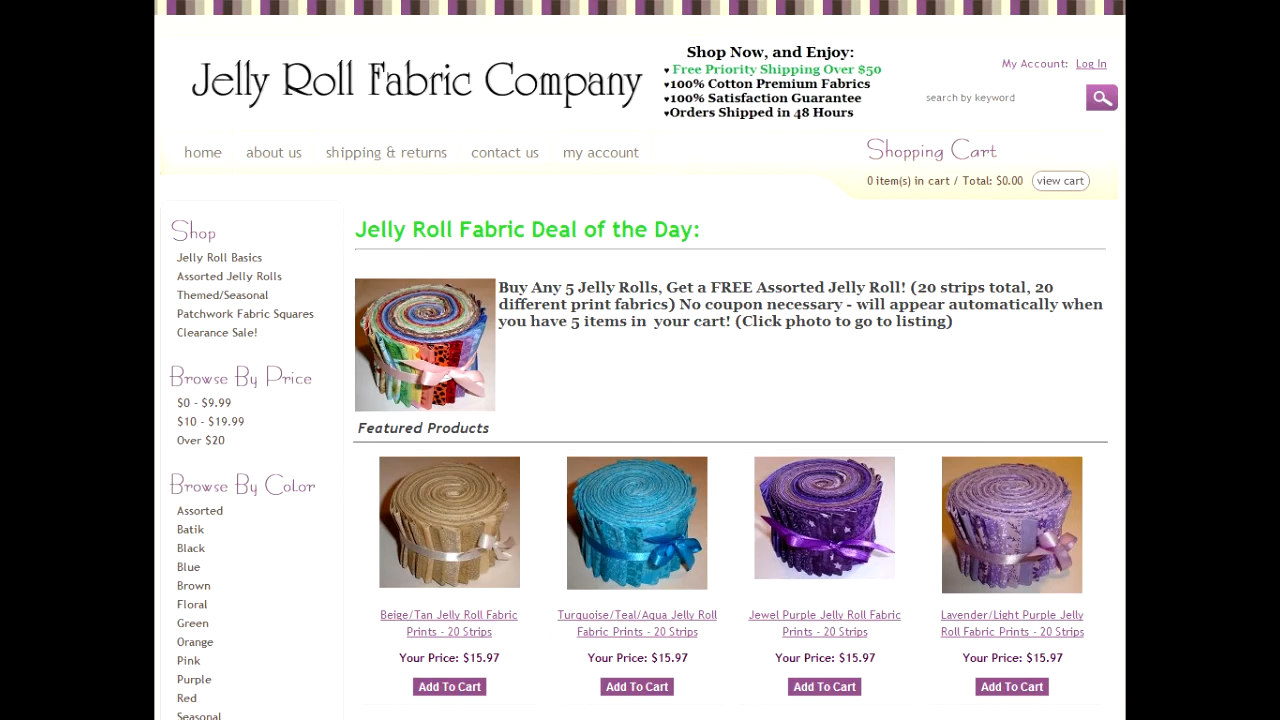 Jelly Roll Fabric Company
Shop Now, and Enjoy:
♥ Free Priority Shipping Over $50
♥100% Cotton Premium Fabrics
♥100% Satisfaction Guarantee
♥Orders Shipped in 48 Hours
My Account: Log In
search by keyword
home about us shipping & returns contact us my account
Shopping Cart
0 item(s) in cart / Total: $0.00 view cart
Shop
Jelly Roll Basics
Assorted Jelly Rolls
Themed/Seasonal
Patchwork Fabric Squares
Clearance Sale!
Browse By Price
$0 - $9.99
$10 - $19.99
Over $20
Browse By Color
Assorted
Batik
Black
Blue
Brown
Floral
Green
Orange
Pink
Purple
Red
Seasonal
Jelly Roll Fabric Deal of the Day:
Buy Any 5 Jelly Rolls, Get a FREE Assorted Jelly Roll! (20 strips total, 20
different print fabrics) No coupon necessary - will appear automatically when
you have 5 items in your cart! (Click photo to go to listing)
Featured Products
Beige/Tan Jelly Roll Fabric
Prints - 20 Strips
Your Price: $15.97
Add To Cart
Turquoise/Teal/Aqua Jelly Roll
Fabric Prints - 20 Strips
Your Price: $15.97
Add To Cart
Jewel Purple Jelly Roll Fabric
Prints - 20 Strips
Your Price: $15.97
Add To Cart
Lavender/Light Purple Jelly
Roll Fabric Prints - 20 Strips
Your Price: $15.97
Add To Cart